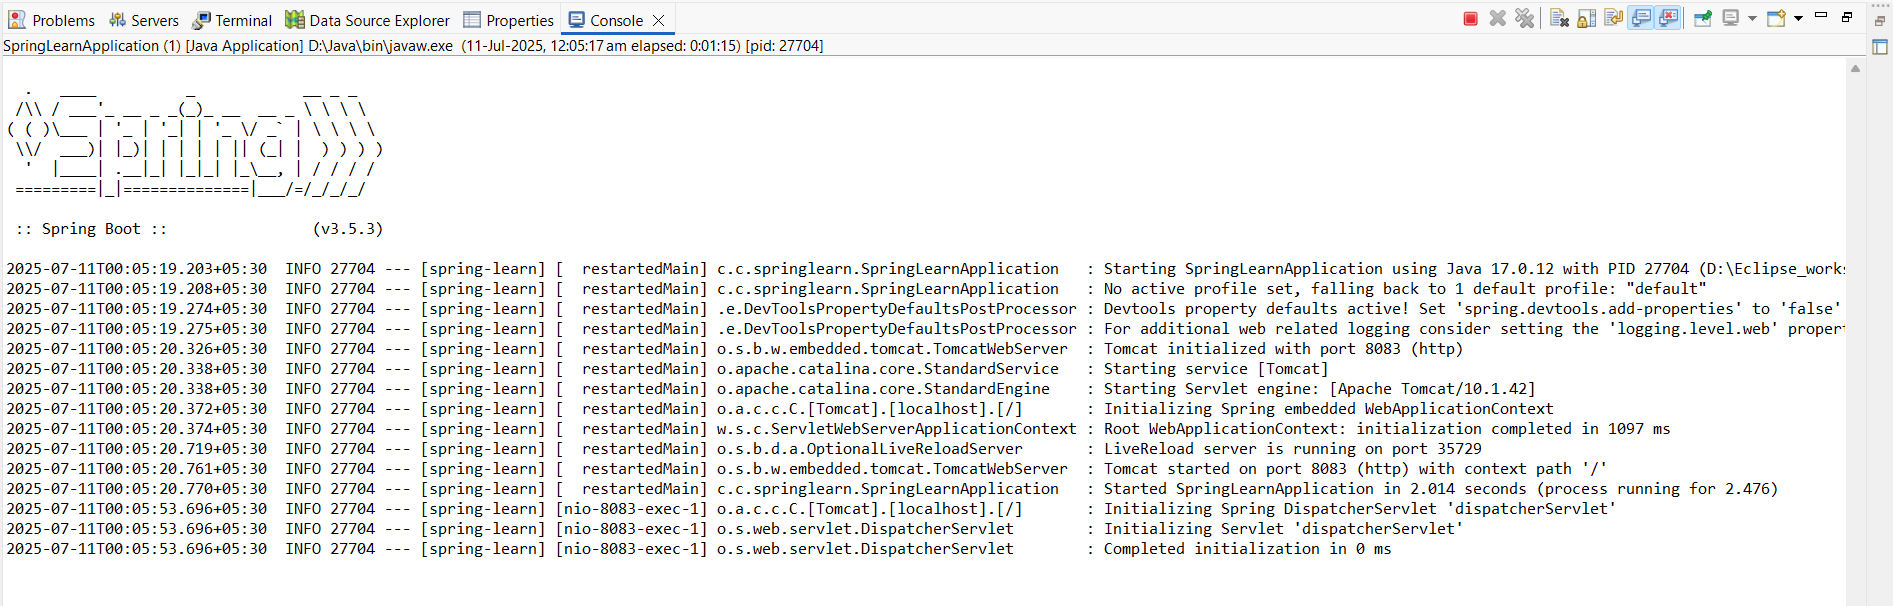 Problems Servers Terminal Data Source Explorer Properties Console
SpringLearnApplication (1) [Java Application] D:\Java\bin\javaw.exe (11-Jul-2025, 12:05:17 am elapsed: 0:01:15) [pid: 27704]
  .   ____          _            __ _ _
 /\\ / ___'_ __ _ _(_)_ __  __ _ \ \ \ \
( ( )\___ | '_ | '_| | '_ \/ _` | \ \ \ \
 \\/  ___)| |_)| | | | | || (_| |  ) ) ) )
  '  |____| .__|_| |_|_| |_\__, | / / / /
 =========|_|==============|___/=/_/_/_/
 :: Spring Boot ::                (v3.5.3)
2025-07-11T00:05:19.203+05:30  INFO 27704 --- [spring-learn] [  restartedMain] c.c.springlearn.SpringLearnApplication   : Starting SpringLearnApplication using Java 17.0.12 with PID 27704 (D:\Eclipse_works
2025-07-11T00:05:19.208+05:30  INFO 27704 --- [spring-learn] [  restartedMain] c.c.springlearn.SpringLearnApplication   : No active profile set, falling back to 1 default profile: "default"
2025-07-11T00:05:19.274+05:30  INFO 27704 --- [spring-learn] [  restartedMain] .e.DevToolsPropertyDefaultsPostProcessor : Devtools property defaults active! Set 'spring.devtools.add-properties' to 'false'
2025-07-11T00:05:19.275+05:30  INFO 27704 --- [spring-learn] [  restartedMain] .e.DevToolsPropertyDefaultsPostProcessor : For additional web related logging consider setting the 'logging.level.web' propert
2025-07-11T00:05:20.326+05:30  INFO 27704 --- [spring-learn] [  restartedMain] o.s.b.w.embedded.tomcat.TomcatWebServer  : Tomcat initialized with port 8083 (http)
2025-07-11T00:05:20.338+05:30  INFO 27704 --- [spring-learn] [  restartedMain] o.apache.catalina.core.StandardService   : Starting service [Tomcat]
2025-07-11T00:05:20.338+05:30  INFO 27704 --- [spring-learn] [  restartedMain] o.apache.catalina.core.StandardEngine    : Starting Servlet engine: [Apache Tomcat/10.1.42]
2025-07-11T00:05:20.372+05:30  INFO 27704 --- [spring-learn] [  restartedMain] o.a.c.c.C.[Tomcat].[localhost].[/]       : Initializing Spring embedded WebApplicationContext
2025-07-11T00:05:20.374+05:30  INFO 27704 --- [spring-learn] [  restartedMain] w.s.c.ServletWebServerApplicationContext : Root WebApplicationContext: initialization completed in 1097 ms
2025-07-11T00:05:20.719+05:30  INFO 27704 --- [spring-learn] [  restartedMain] o.s.b.d.a.OptionalLiveReloadServer       : LiveReload server is running on port 35729
2025-07-11T00:05:20.761+05:30  INFO 27704 --- [spring-learn] [  restartedMain] o.s.b.w.embedded.tomcat.TomcatWebServer  : Tomcat started on port 8083 (http) with context path '/'
2025-07-11T00:05:20.770+05:30  INFO 27704 --- [spring-learn] [  restartedMain] c.c.springlearn.SpringLearnApplication   : Started SpringLearnApplication in 2.014 seconds (process running for 2.476)
2025-07-11T00:05:53.696+05:30  INFO 27704 --- [spring-learn] [nio-8083-exec-1] o.a.c.c.C.[Tomcat].[localhost].[/]       : Initializing Spring DispatcherServlet 'dispatcherServlet'
2025-07-11T00:05:53.696+05:30  INFO 27704 --- [spring-learn] [nio-8083-exec-1] o.s.web.servlet.DispatcherServlet        : Initializing Servlet 'dispatcherServlet'
2025-07-11T00:05:53.696+05:30  INFO 27704 --- [spring-learn] [nio-8083-exec-1] o.s.web.servlet.DispatcherServlet        : Completed initialization in 0 ms